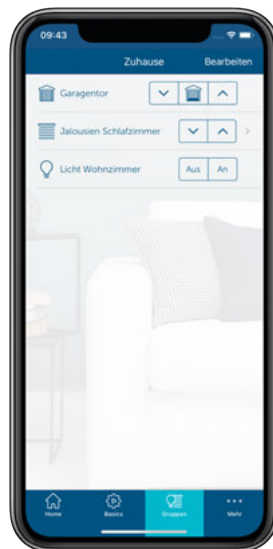 09:43
Zuhause Bearbeiten
Garagentor
Jalousien Schlafzimmer
Licht Wohnzimmer Aus An
Home Basics Gruppen Mehr